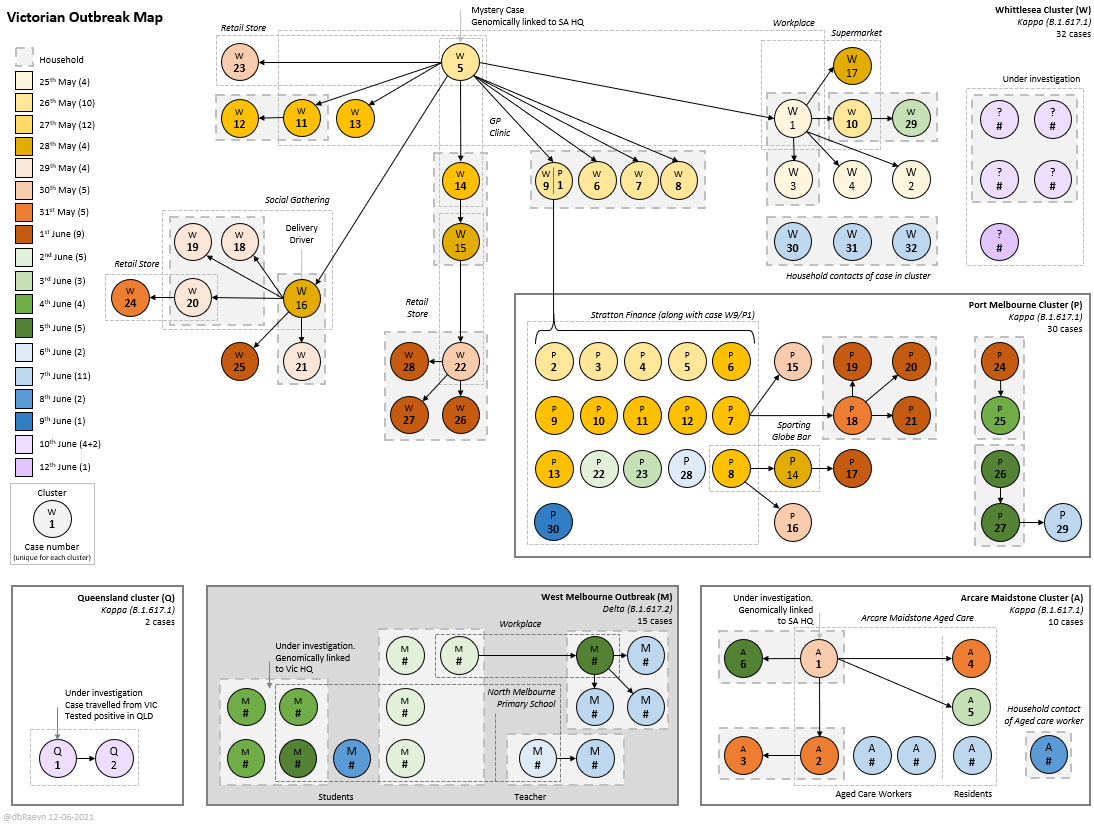 Victorian Outbreak Map
Household
25th May (4)
26th May (10)
27th May (12)
28th May (4)
29th May (4)
30th May (5)
31st May (5)
1st June (9)
2nd June (5)
3rd June (3)
4th June (4)
5th June (5)
6th June (2)
7th June (11)
8th June (2)
9th June (1)
10th June (4+2)
12th June (1)
Cluster
W
1
Case number
(unique for each cluster)
Mystery Case
Genomically linked to SA HQ
Whittlesea Cluster (W)
Kappa (B.1.617.1)
32 cases
Retail Store
W
23
W
5
W
12
W
11
W
13
GP
Clinic
W
14
W
15
W
9
P
1
W
6
W
7
W
8
Workplace
Supermarket
W
17
W
1
W
10
W
29
W
3
W
4
W
2
W
30
W
31
W
32
Household contacts of case in cluster
Under investigation
?
#
?
#
?
#
?
#
?
#
Social Gathering
Delivery
Driver
W
19
W
18
Retail Store
W
24
W
20
W
16
W
25
W
21
Retail
Store
W
28
W
22
W
27
W
26
Port Melbourne Cluster (P)
Kappa (B.1.617.1)
30 cases
Stratton Finance (along with case W9/P1)
P
2
P
3
P
4
P
5
P
6
P
9
P
10
P
11
P
12
P
7
P
13
P
22
P
23
P
28
P
8
P
30
P
15
Sporting
Globe Bar
P
14
P
17
P
16
P
19
P
20
P
18
P
21
P
24
P
25
P
26
P
27
P
29
Queensland cluster (Q)
Kappa (B.1.617.1)
2 cases
Under investigation
Case travelled from VIC
Tested positive in QLD
Q
1
Q
2
West Melbourne Outbreak (M)
Delta (B.1.617.2)
15 cases
Workplace
Under investigation.
Genomically linked
to Vic HQ
M
#
M
#
M
#
M
#
M
#
M
#
M
#
North Melbourne
Primary School
M
#
M
#
M
#
M
#
M
#
M
#
M
#
M
#
Students
Teacher
Arcare Maidstone Cluster (A)
Kappa (B.1.617.1)
10 cases
Under investigation.
Genomically linked
to SA HQ
Arcare Maidstone Aged Care
A
6
A
1
A
4
A
5
Household contact
of Aged care worker
A
3
A
2
A
#
A
#
A
#
A
#
Aged Care Workers
Residents
@dbRaevn 12-06-2021